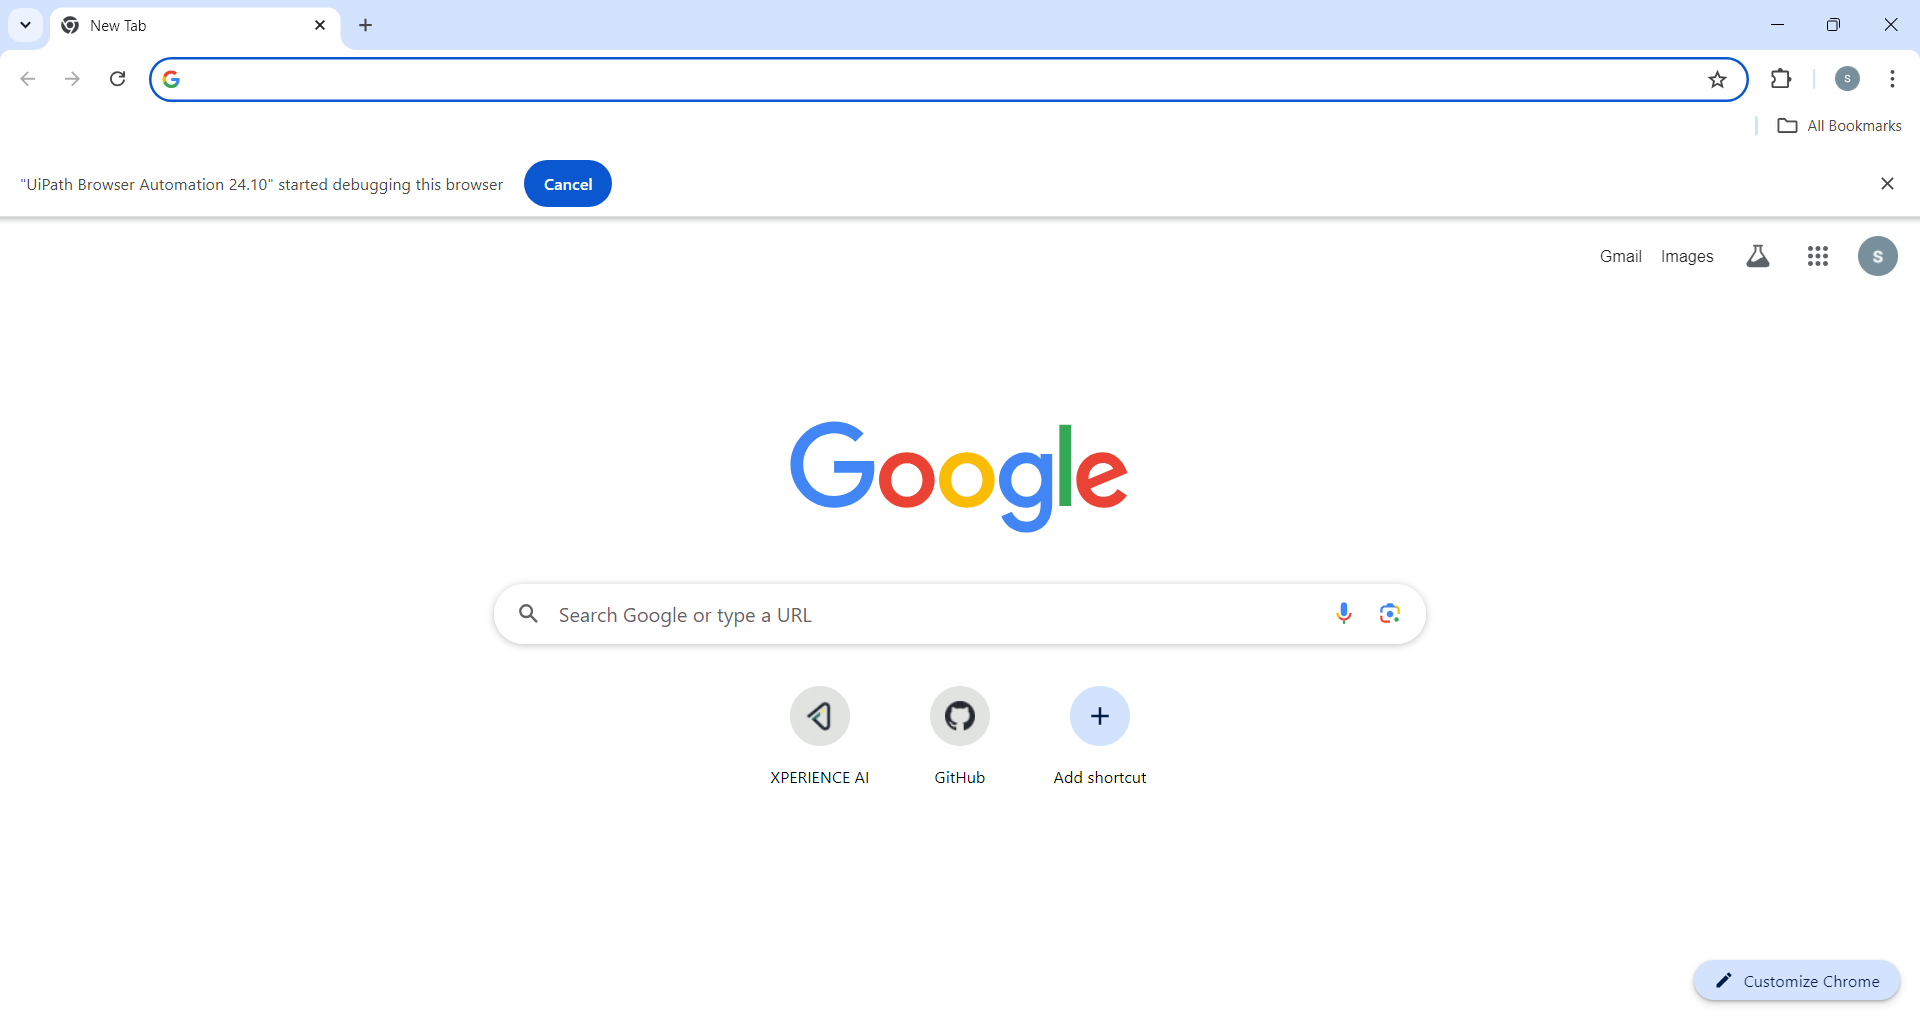 New Tab
S
All Bookmarks
"UiPath Browser Automation 24.10" started debugging this browser Cancel
Gmail Images S
Google
Search Google or type a URL
XPERIENCE AI GitHub Add shortcut
Customize Chrome